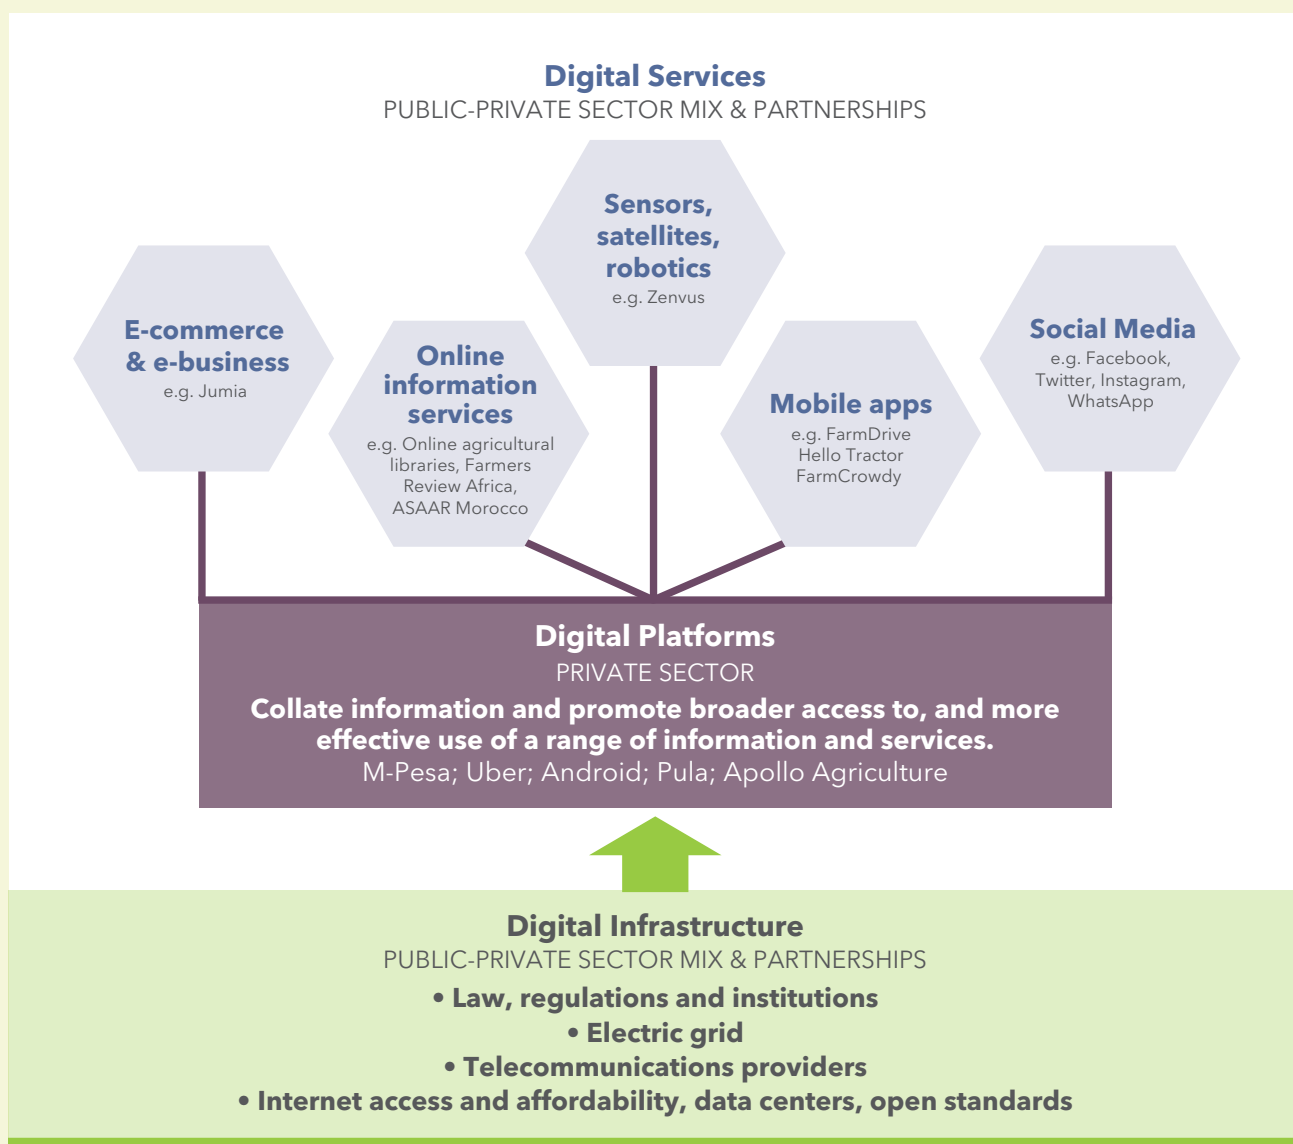 Digital Services
PUBLIC-PRIVATE SECTOR MIX & PARTNERSHIPS
E-commerce
& e-business
e.g. Jumia
Online
information
services
e.g. Online agricultural
libraries, Farmers
Review Africa,
ASAAR Morocco
Sensors,
satellites,
robotics
e.g. Zenvus
Mobile apps
e.g. FarmDrive
Hello Tractor
FarmCrowdy
Social Media
e.g. Facebook,
Twitter, Instagram,
WhatsApp
Digital Platforms
PRIVATE SECTOR
Collate information and promote broader access to, and more
effective use of a range of information and services.
M-Pesa; Uber; Android; Pula; Apollo Agriculture
Digital Infrastructure
PUBLIC-PRIVATE SECTOR MIX & PARTNERSHIPS
• Law, regulations and institutions
• Electric grid
• Telecommunications providers
• Internet access and affordability, data centers, open standards